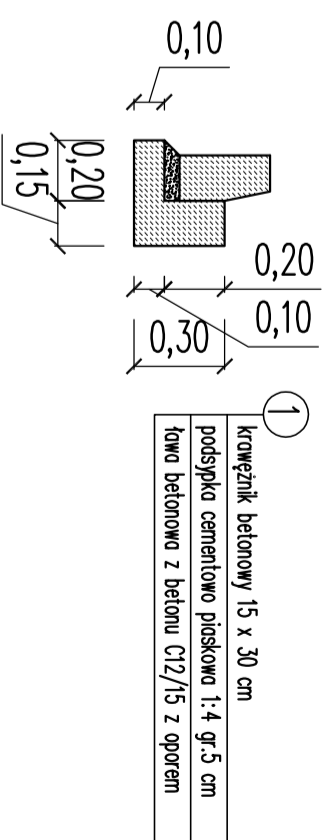 0,10
0,20
0,15
0,20
0,10
0,30
1
krawężnik betonowy 15 x 30 cm
podsypka cementowo piaskowa 1:4 gr.5 cm
ława betonowa z betonu C12/15 z oporem